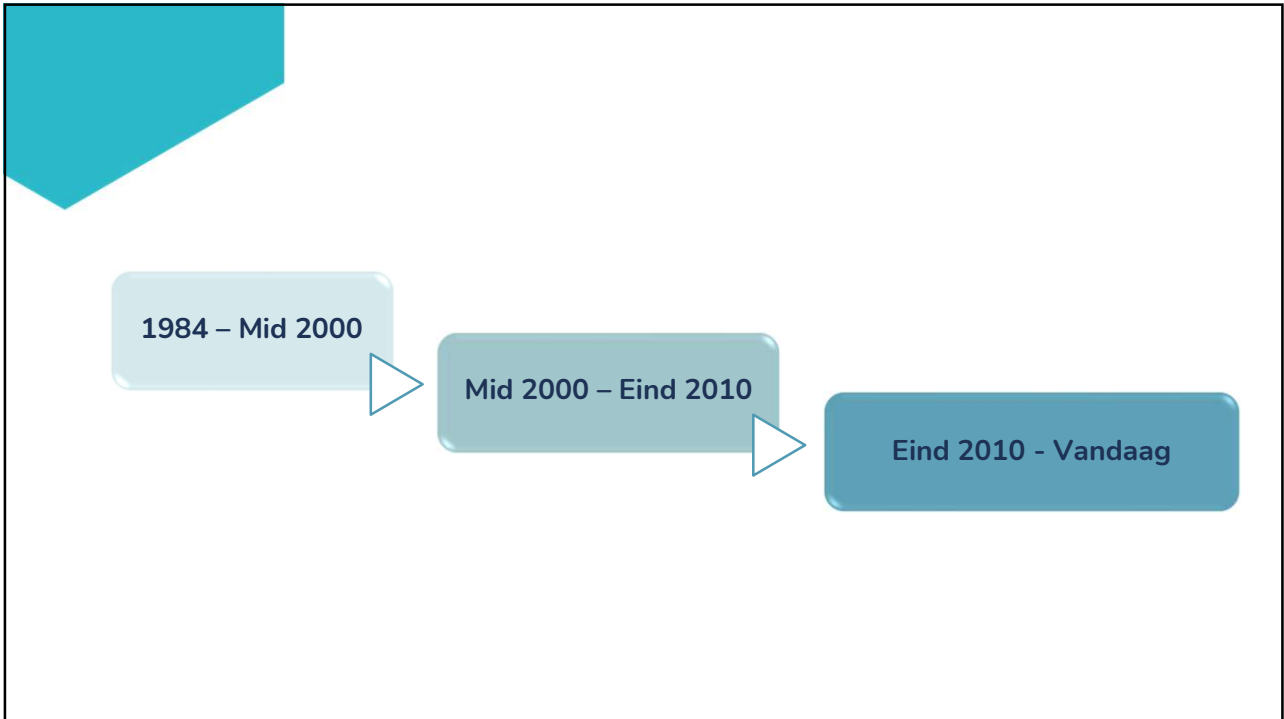 1984 – Mid 2000
Mid 2000 – Eind 2010
Eind 2010 - Vandaag